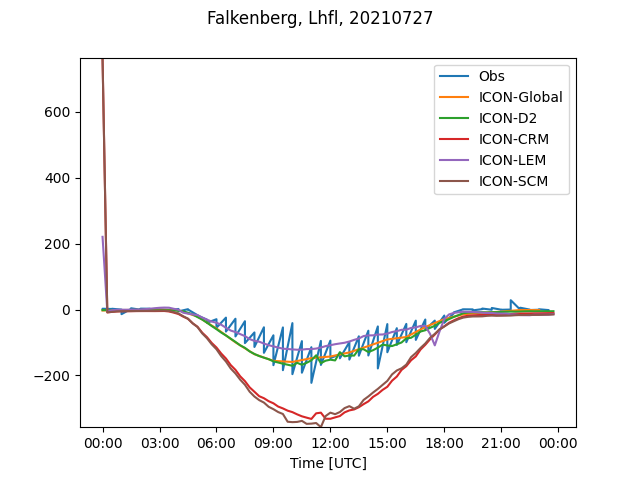 Falkenberg, Lhfl, 20210727
Obs
ICON-Global
ICON-D2
ICON-CRM
ICON-LEM
ICON-SCM
600
400
200
0
−200
00:00 03:00 06:00 09:00 12:00 15:00 18:00 21:00 00:00
Time [UTC]